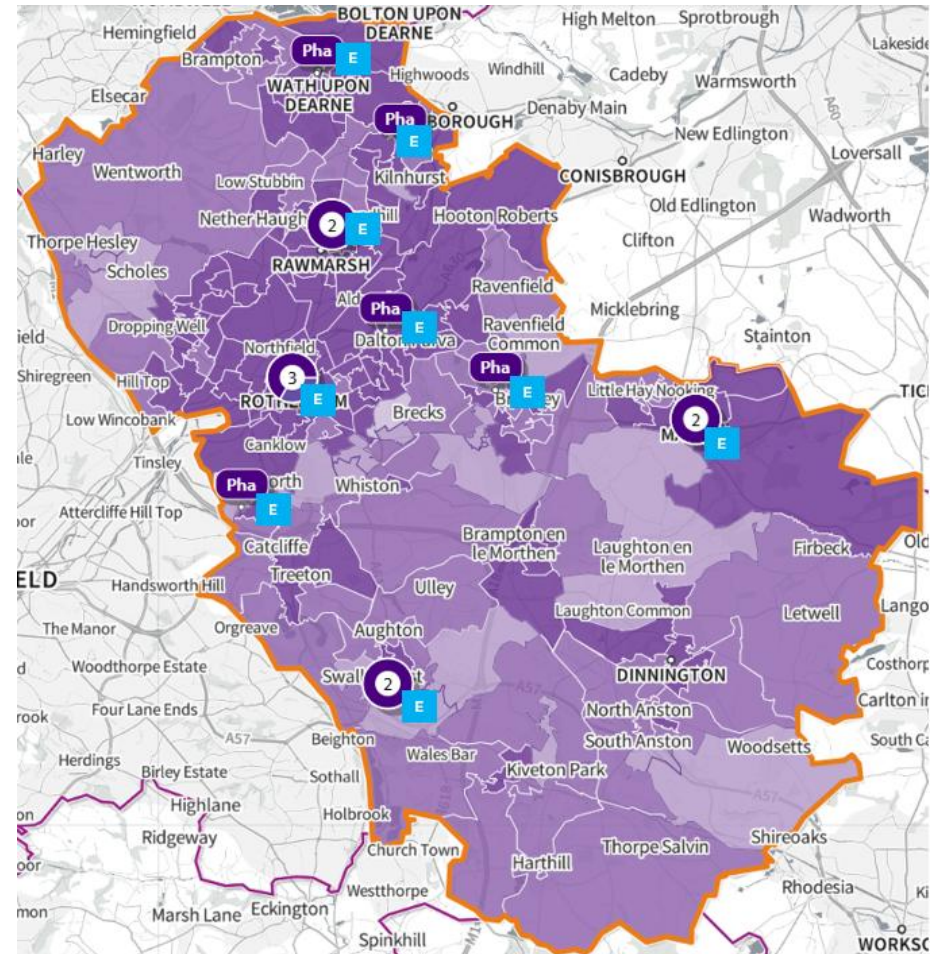 BOLTON UPON
DEARNE
High Melton
Sprotbrough
Hemingfield
Lakeside
Pha
E
Brampton
Windhill
Highwoods
Cadeby
Warmsworth
WATH UPON
DEARNE
Elsecar
Denaby Main
A60
Pha
BOROUGH
New Edlington
E
Harley
Loversall
Wentworth
Kilnhurst
CONISBROUGH
Low Stubbin
Old Edlington
Nether Haugh
2
E
Hooton Roberts
Wadworth
Thorpe Hesley
Clifton
Scholes
RAWMARSH
A630
Ravenfield
Micklebring
Pha
E
Dropping Well
Ravenfield
Common
Stainton
Northfield
Pha
E
Shiregreen
Hill Top
3
E
Little Hay Nooking
2
Low Wincobank
Brecks
E
Canklow
Tinsley
Pha
Whiston
E
Attercliffe Hill Top
Brampton en
le Morthen
Catcliffe
Laughton en
le Morthen
Firbeck
Treeton
Handsworth Hill
Ulley
Laughton Common
Letwell
The Manor
Orgreave
Aughton
Woodthorpe Estate
DINNINGTON
2
E
A57
Four Lane Ends
North Anston
A57
Beighton
South Anston
Woodsetts
Wales Bar
Herdings
Birley Estate
Sothall
Kiveton Park
A57
Highlane
Holbrook
Ridgeway
Church Town
Thorpe Salvin
Shireoaks
Harthill
Westthorpe
Rhodesia
Marsh Lane
Eckington
Spinkhill